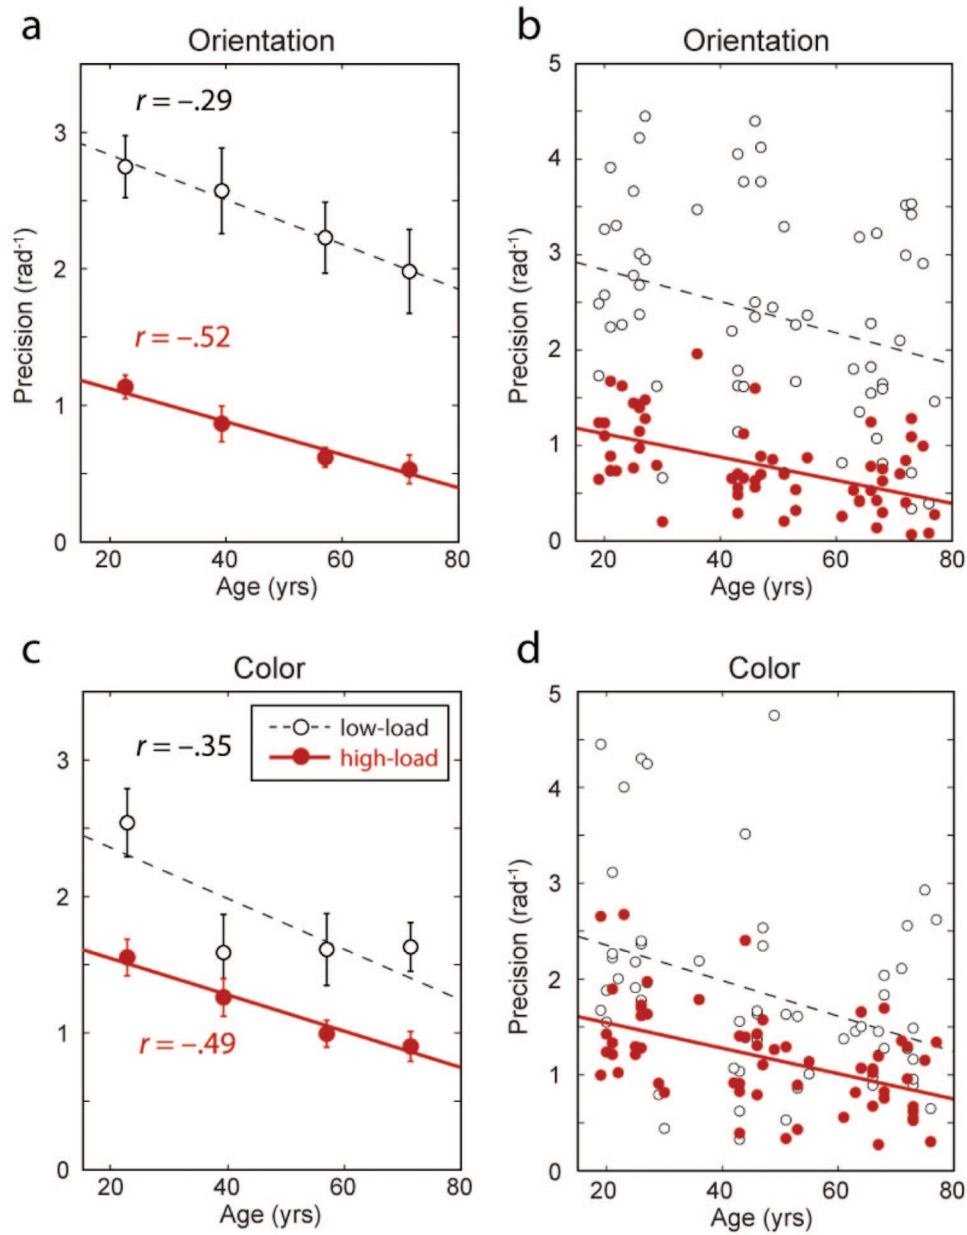 a
Orientation
r = –.29
r = –.52
3
2
1
0
Precision (rad-1)
20 40 60 80
Age (yrs)
b
Orientation
5
4
3
2
1
0
Precision (rad-1)
20 40 60 80
Age (yrs)
c
Color
low-load
high-load
r = –.35
r = –.49
3
2
1
0
Precision (rad-1)
20 40 60 80
Age (yrs)
d
Color
5
4
3
2
1
0
Precision (rad-1)
20 40 60 80
Age (yrs)